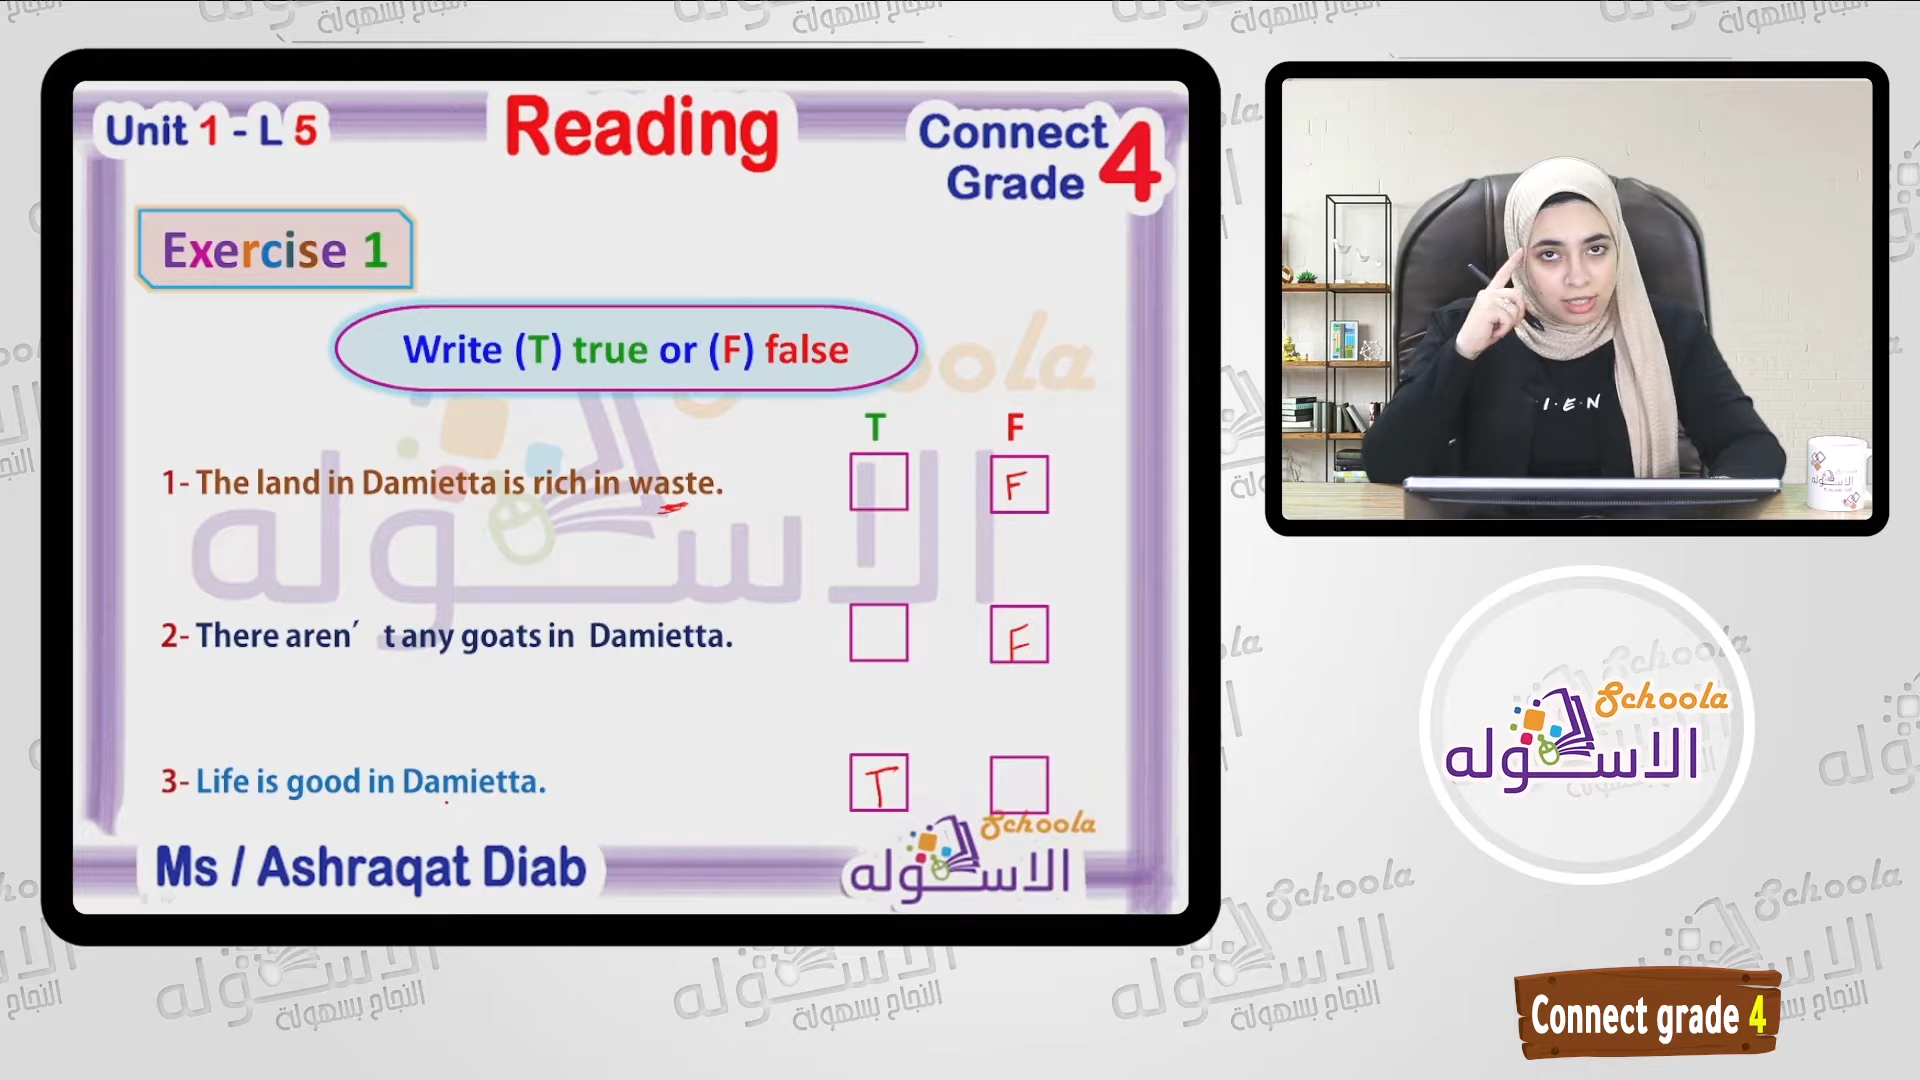 Unit 1 - L 5
Reading
Connect
Grade 4
Exercise 1
Write (T) true or (F) false
T F
1- The land in Damietta is rich in waste.
F
2- There aren´ t any goats in Damietta.
F
3- Life is good in Damietta.
T
Ms / Ashraqat Diab
Schoola
الاسكوله
I·E·N
Schoola
الاسكوله
Connect grade 4
Schoola
الاسكوله
النجاح بسهولة